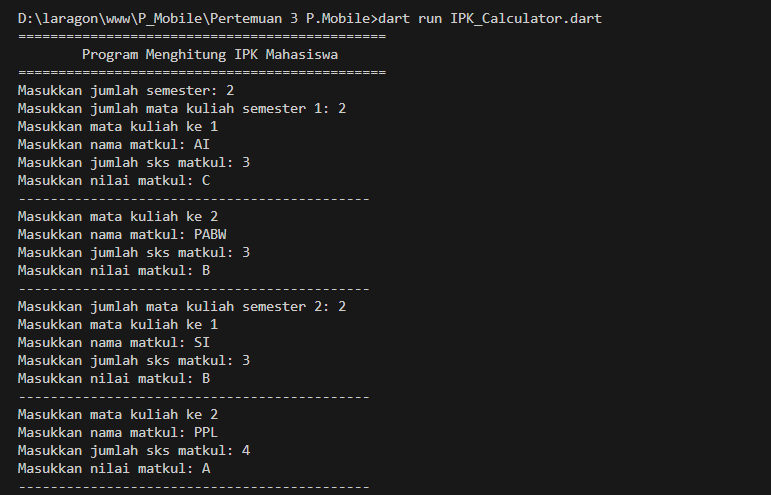 D:\laragon\www\P_Mobile\Pertemuan 3 P.Mobile>dart run IPK_Calculator.dart
==============================================
        Program Menghitung IPK Mahasiswa
==============================================
Masukkan jumlah semester: 2
Masukkan jumlah mata kuliah semester 1: 2
Masukkan mata kuliah ke 1
Masukkan nama matkul: AI
Masukkan jumlah sks matkul: 3
Masukkan nilai matkul: C
--------------------------------------------
Masukkan mata kuliah ke 2
Masukkan nama matkul: PABW
Masukkan jumlah sks matkul: 3
Masukkan nilai matkul: B
--------------------------------------------
Masukkan jumlah mata kuliah semester 2: 2
Masukkan mata kuliah ke 1
Masukkan nama matkul: SI
Masukkan jumlah sks matkul: 3
Masukkan nilai matkul: B
--------------------------------------------
Masukkan mata kuliah ke 2
Masukkan nama matkul: PPL
Masukkan jumlah sks matkul: 4
Masukkan nilai matkul: A
--------------------------------------------